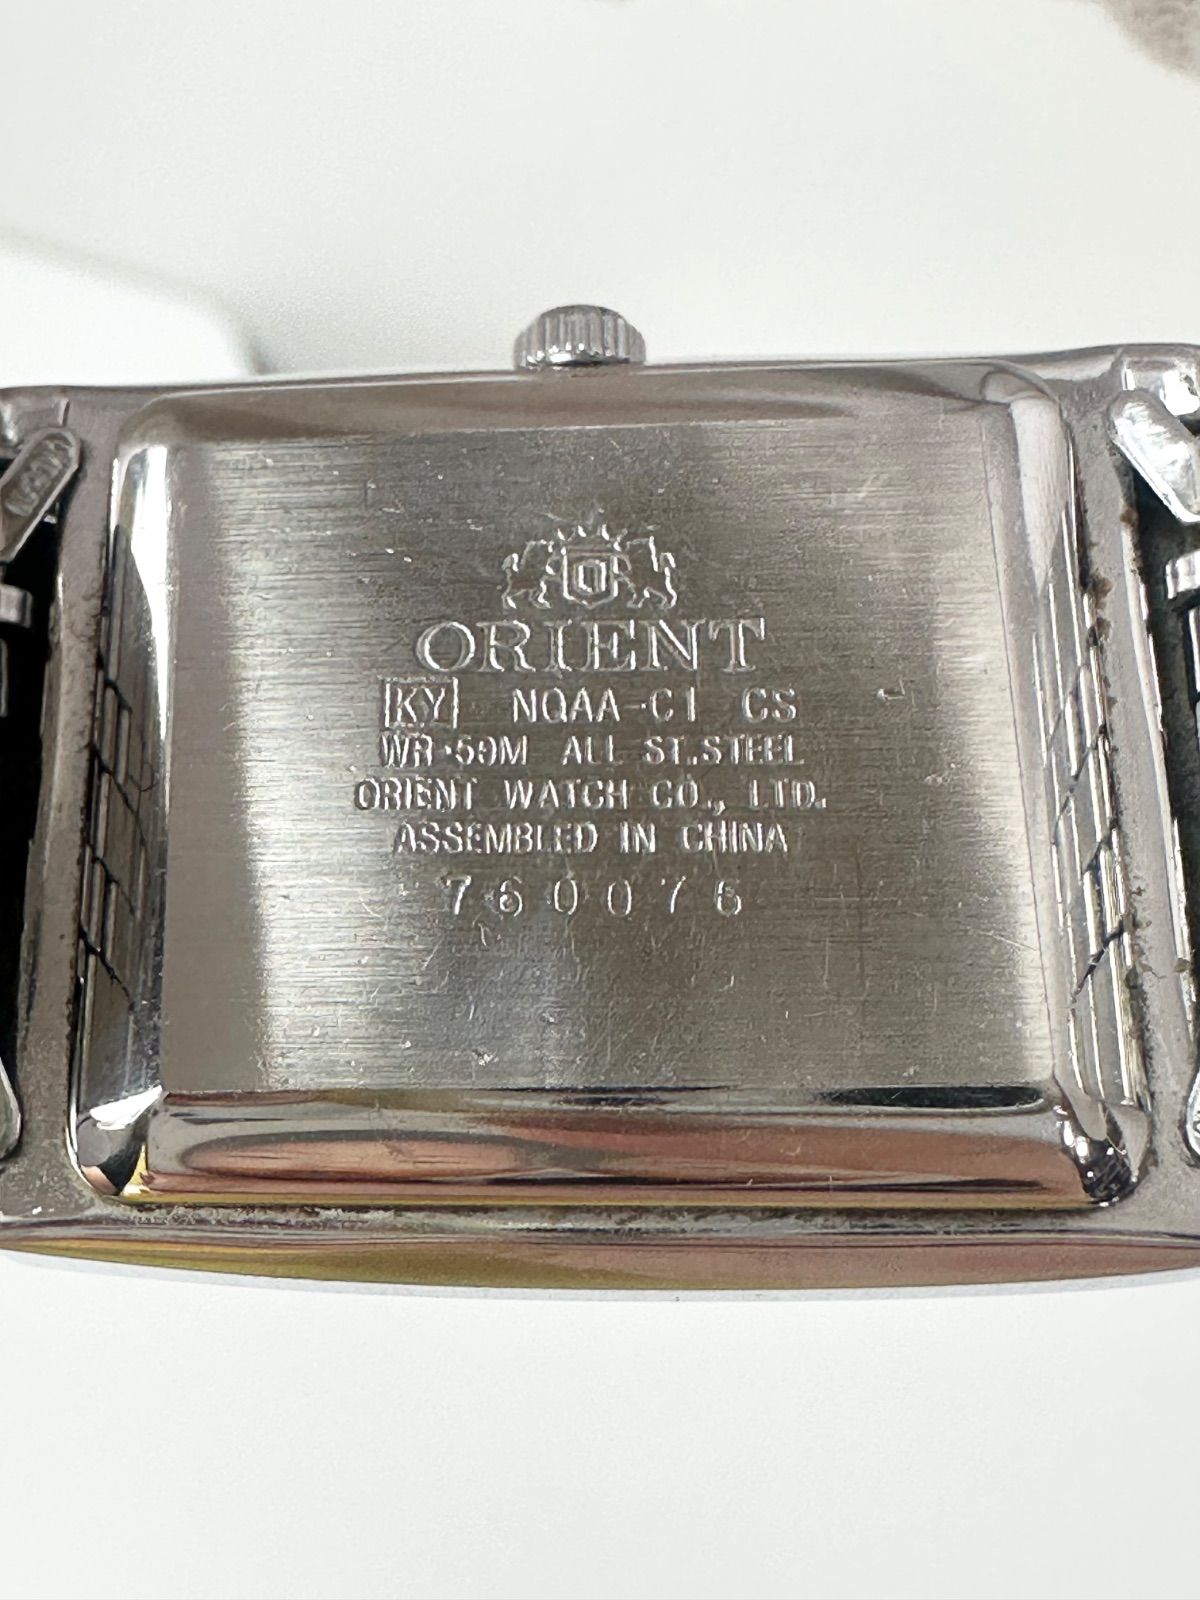 ORIENT
KY NQAA-C1 CS
WR·50M ALL ST.STEEL
ORIENT WATCH CO., LTD.
ASSEMBLED IN CHINA
760076